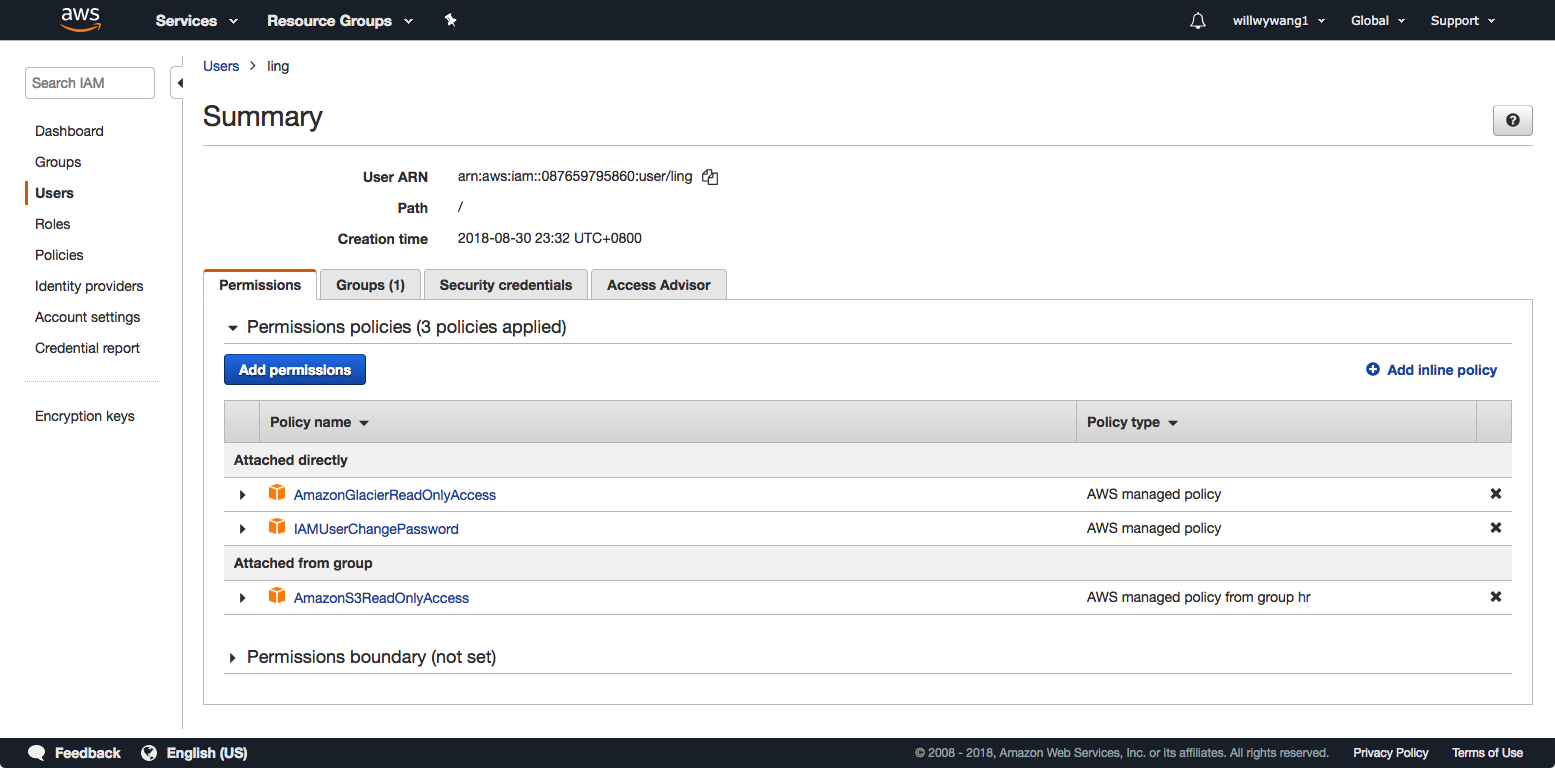 aws Services Resource Groups willwywang1 Global Support
Search IAM
Dashboard
Groups
Users
Roles
Policies
Identity providers
Account settings
Credential report
Encryption keys
Users > ling
Summary
User ARN arn:aws:iam::087659795860:user/ling
Path /
Creation time 2018-08-30 23:32 UTC+0800
Permissions Groups (1) Security credentials Access Advisor
Permissions policies (3 policies applied)
Add permissions Add inline policy
Policy name Policy type
Attached directly
AmazonGlacierReadOnlyAccess AWS managed policy
IAMUserChangePassword AWS managed policy
Attached from group
AmazonS3ReadOnlyAccess AWS managed policy from group hr
Permissions boundary (not set)
Feedback English (US) © 2008 - 2018, Amazon Web Services, Inc. or its affiliates. All rights reserved. Privacy Policy Terms of Use